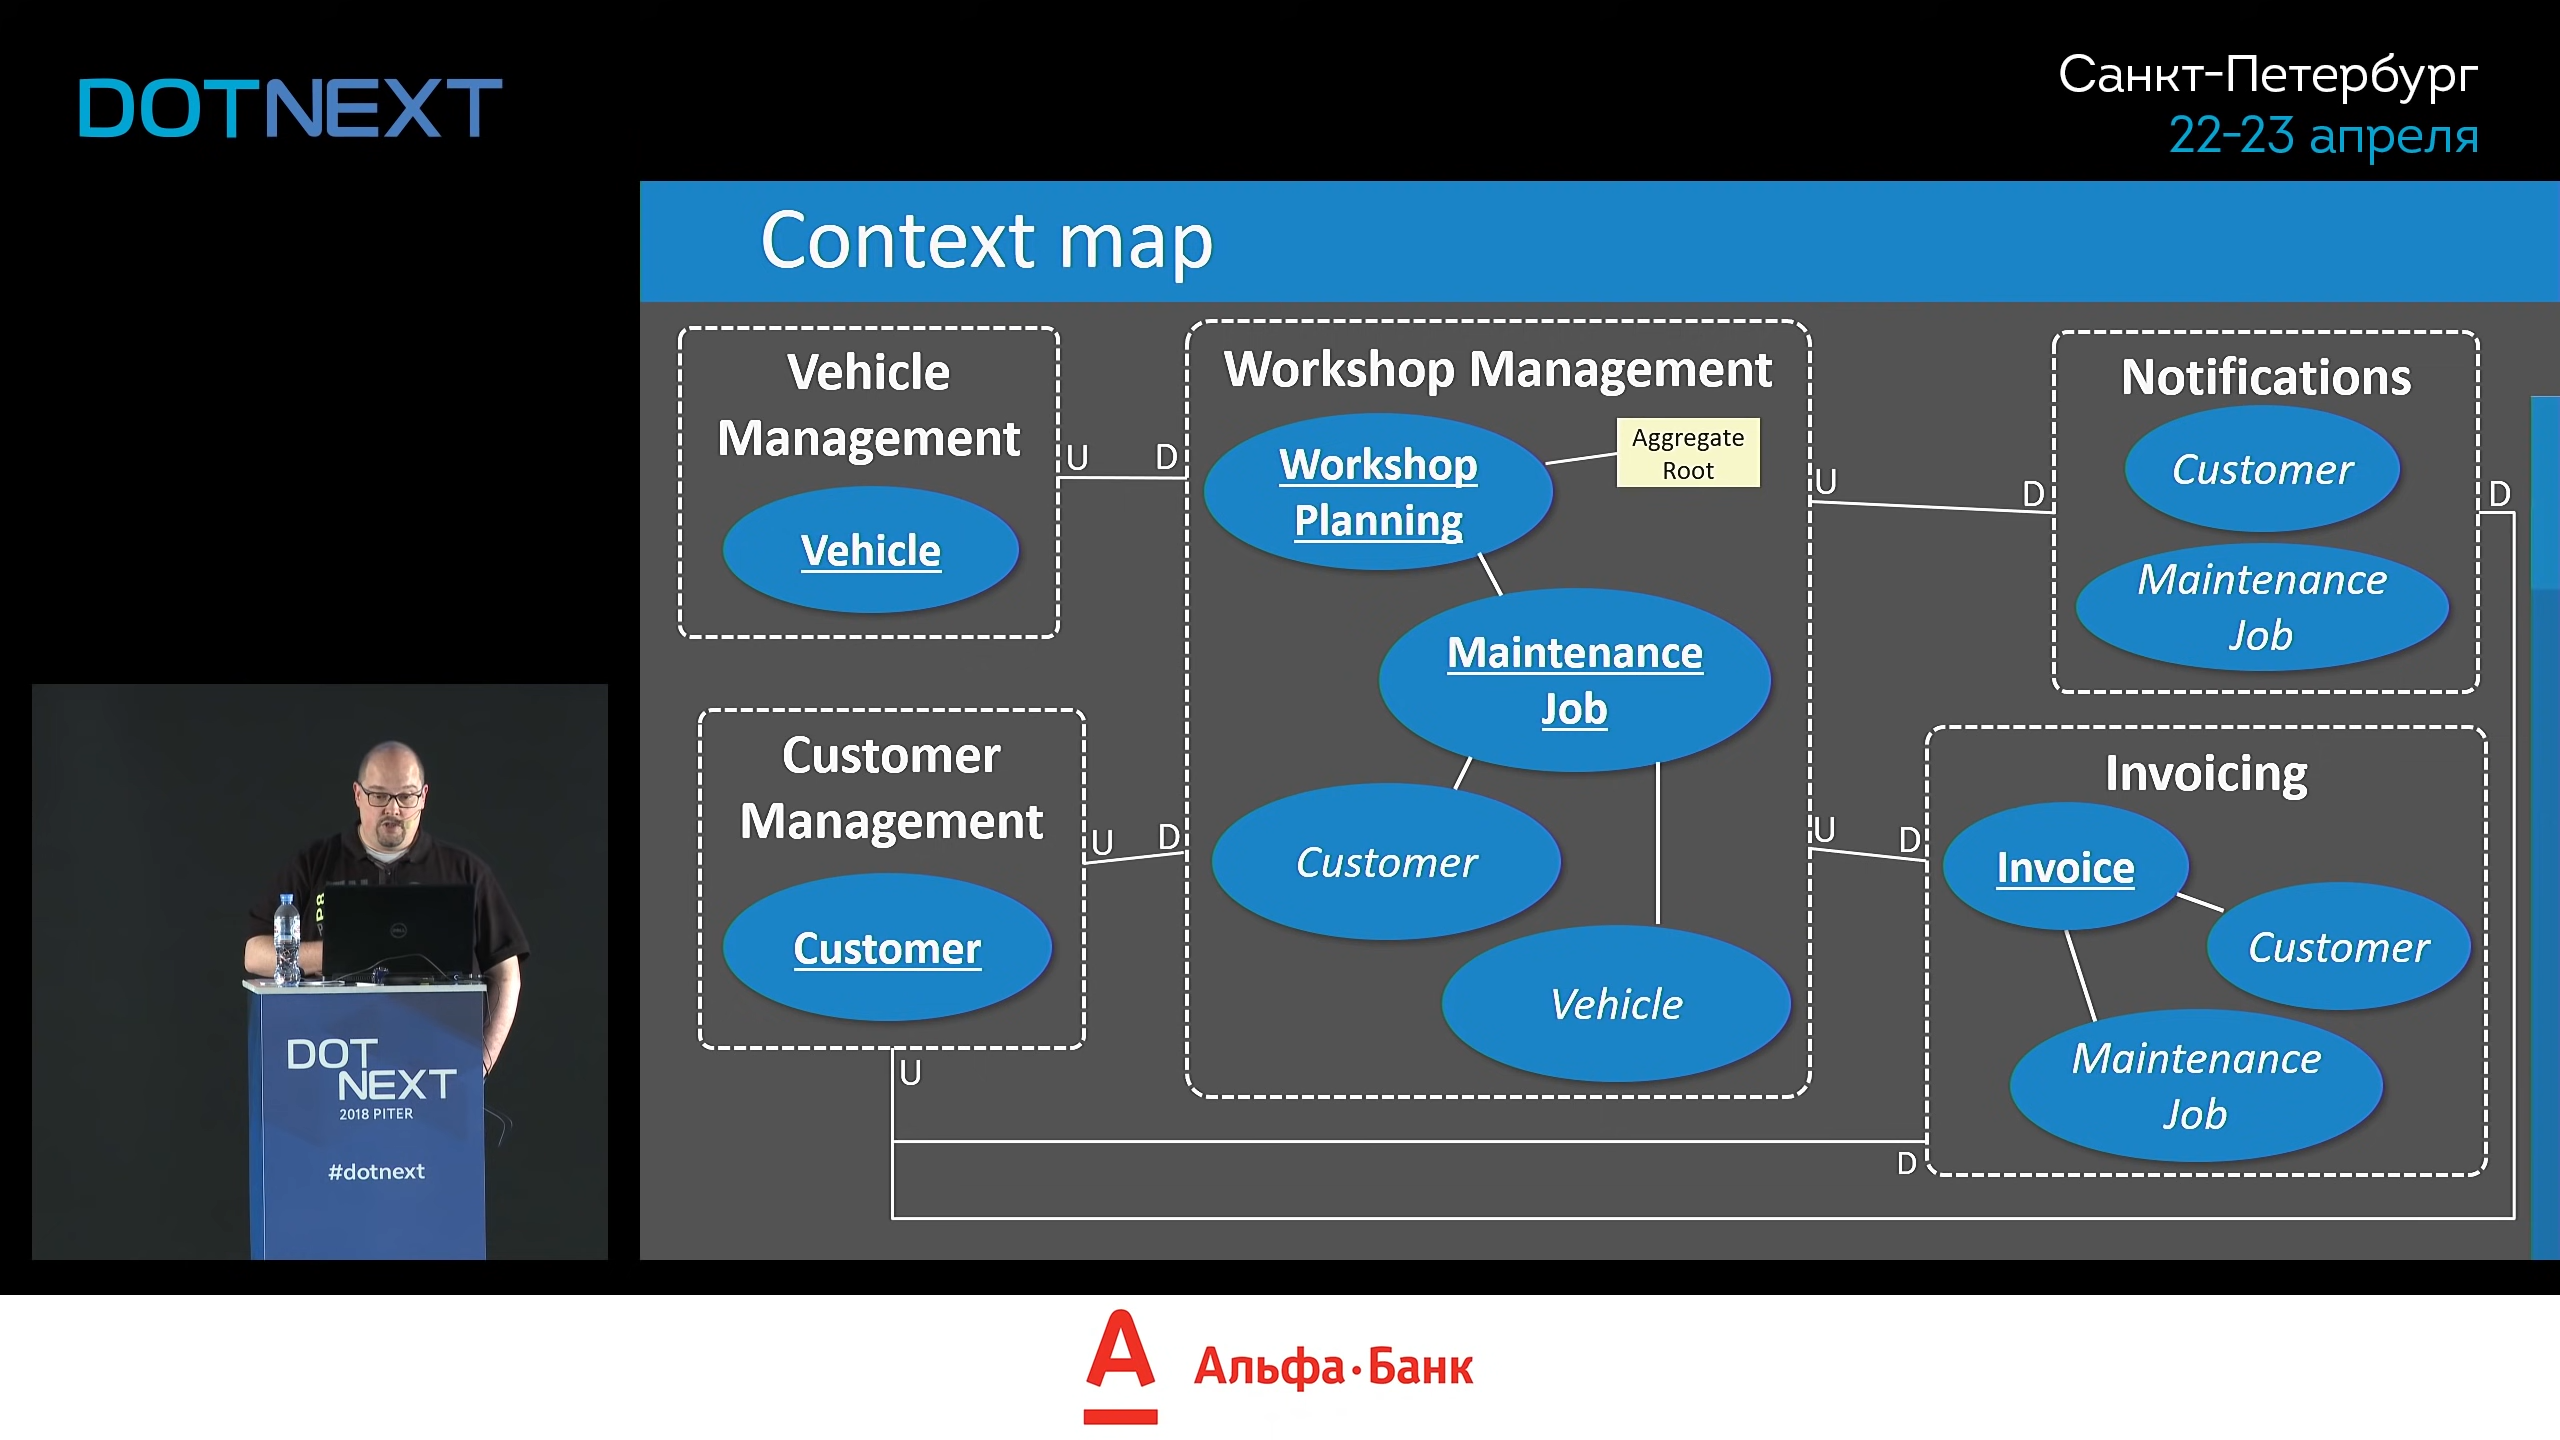 DOTNEXT
Санкт-Петербург
22-23 апреля
Context map
Vehicle
Management
Vehicle
U
D
Customer
Management
Customer
U
D
U
Workshop Management
Workshop
Planning
Aggregate
Root
Maintenance
Job
Customer
Vehicle
U
D
U
D
D
Notifications
Customer
Maintenance
Job
D
Invoicing
Invoice
Customer
Maintenance
Job
DOT
NEXT
2018 PITER
#dotnext
DELL
Альфа·Банк